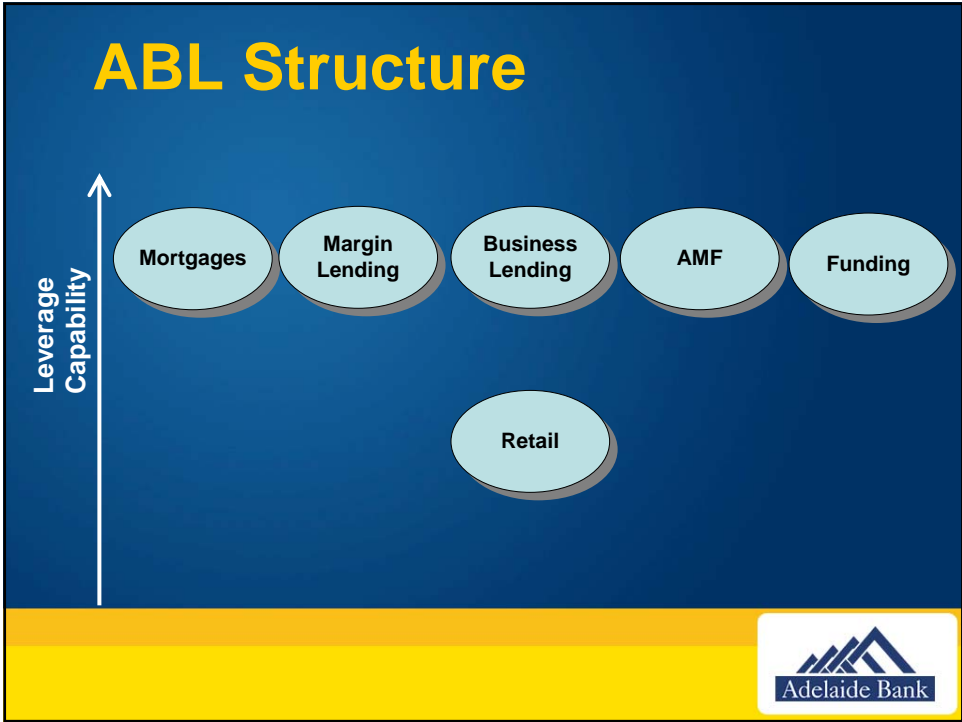 ABL Structure
Leverage
Capability
Mortgages
Margin
Lending
Business
Lending
AMF
Funding
Retail
Adelaide Bank